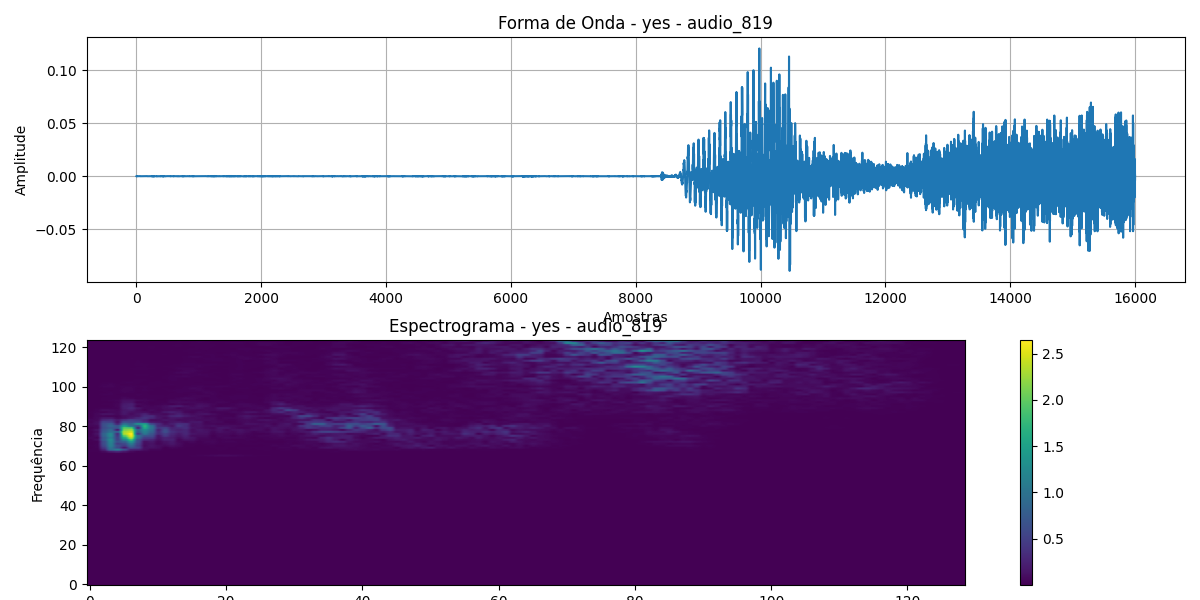 Forma de Onda - yes - audio_819
Amplitude
0.10
0.05
0.00
−0.05
0 2000 4000 6000 8000 10000 12000 14000 16000
Amostras
Espectrograma - yes - audio_819
Frequência
120
100
80
60
40
20
0
0 20 40 60 80 100 120
2.5
2.0
1.5
1.0
0.5